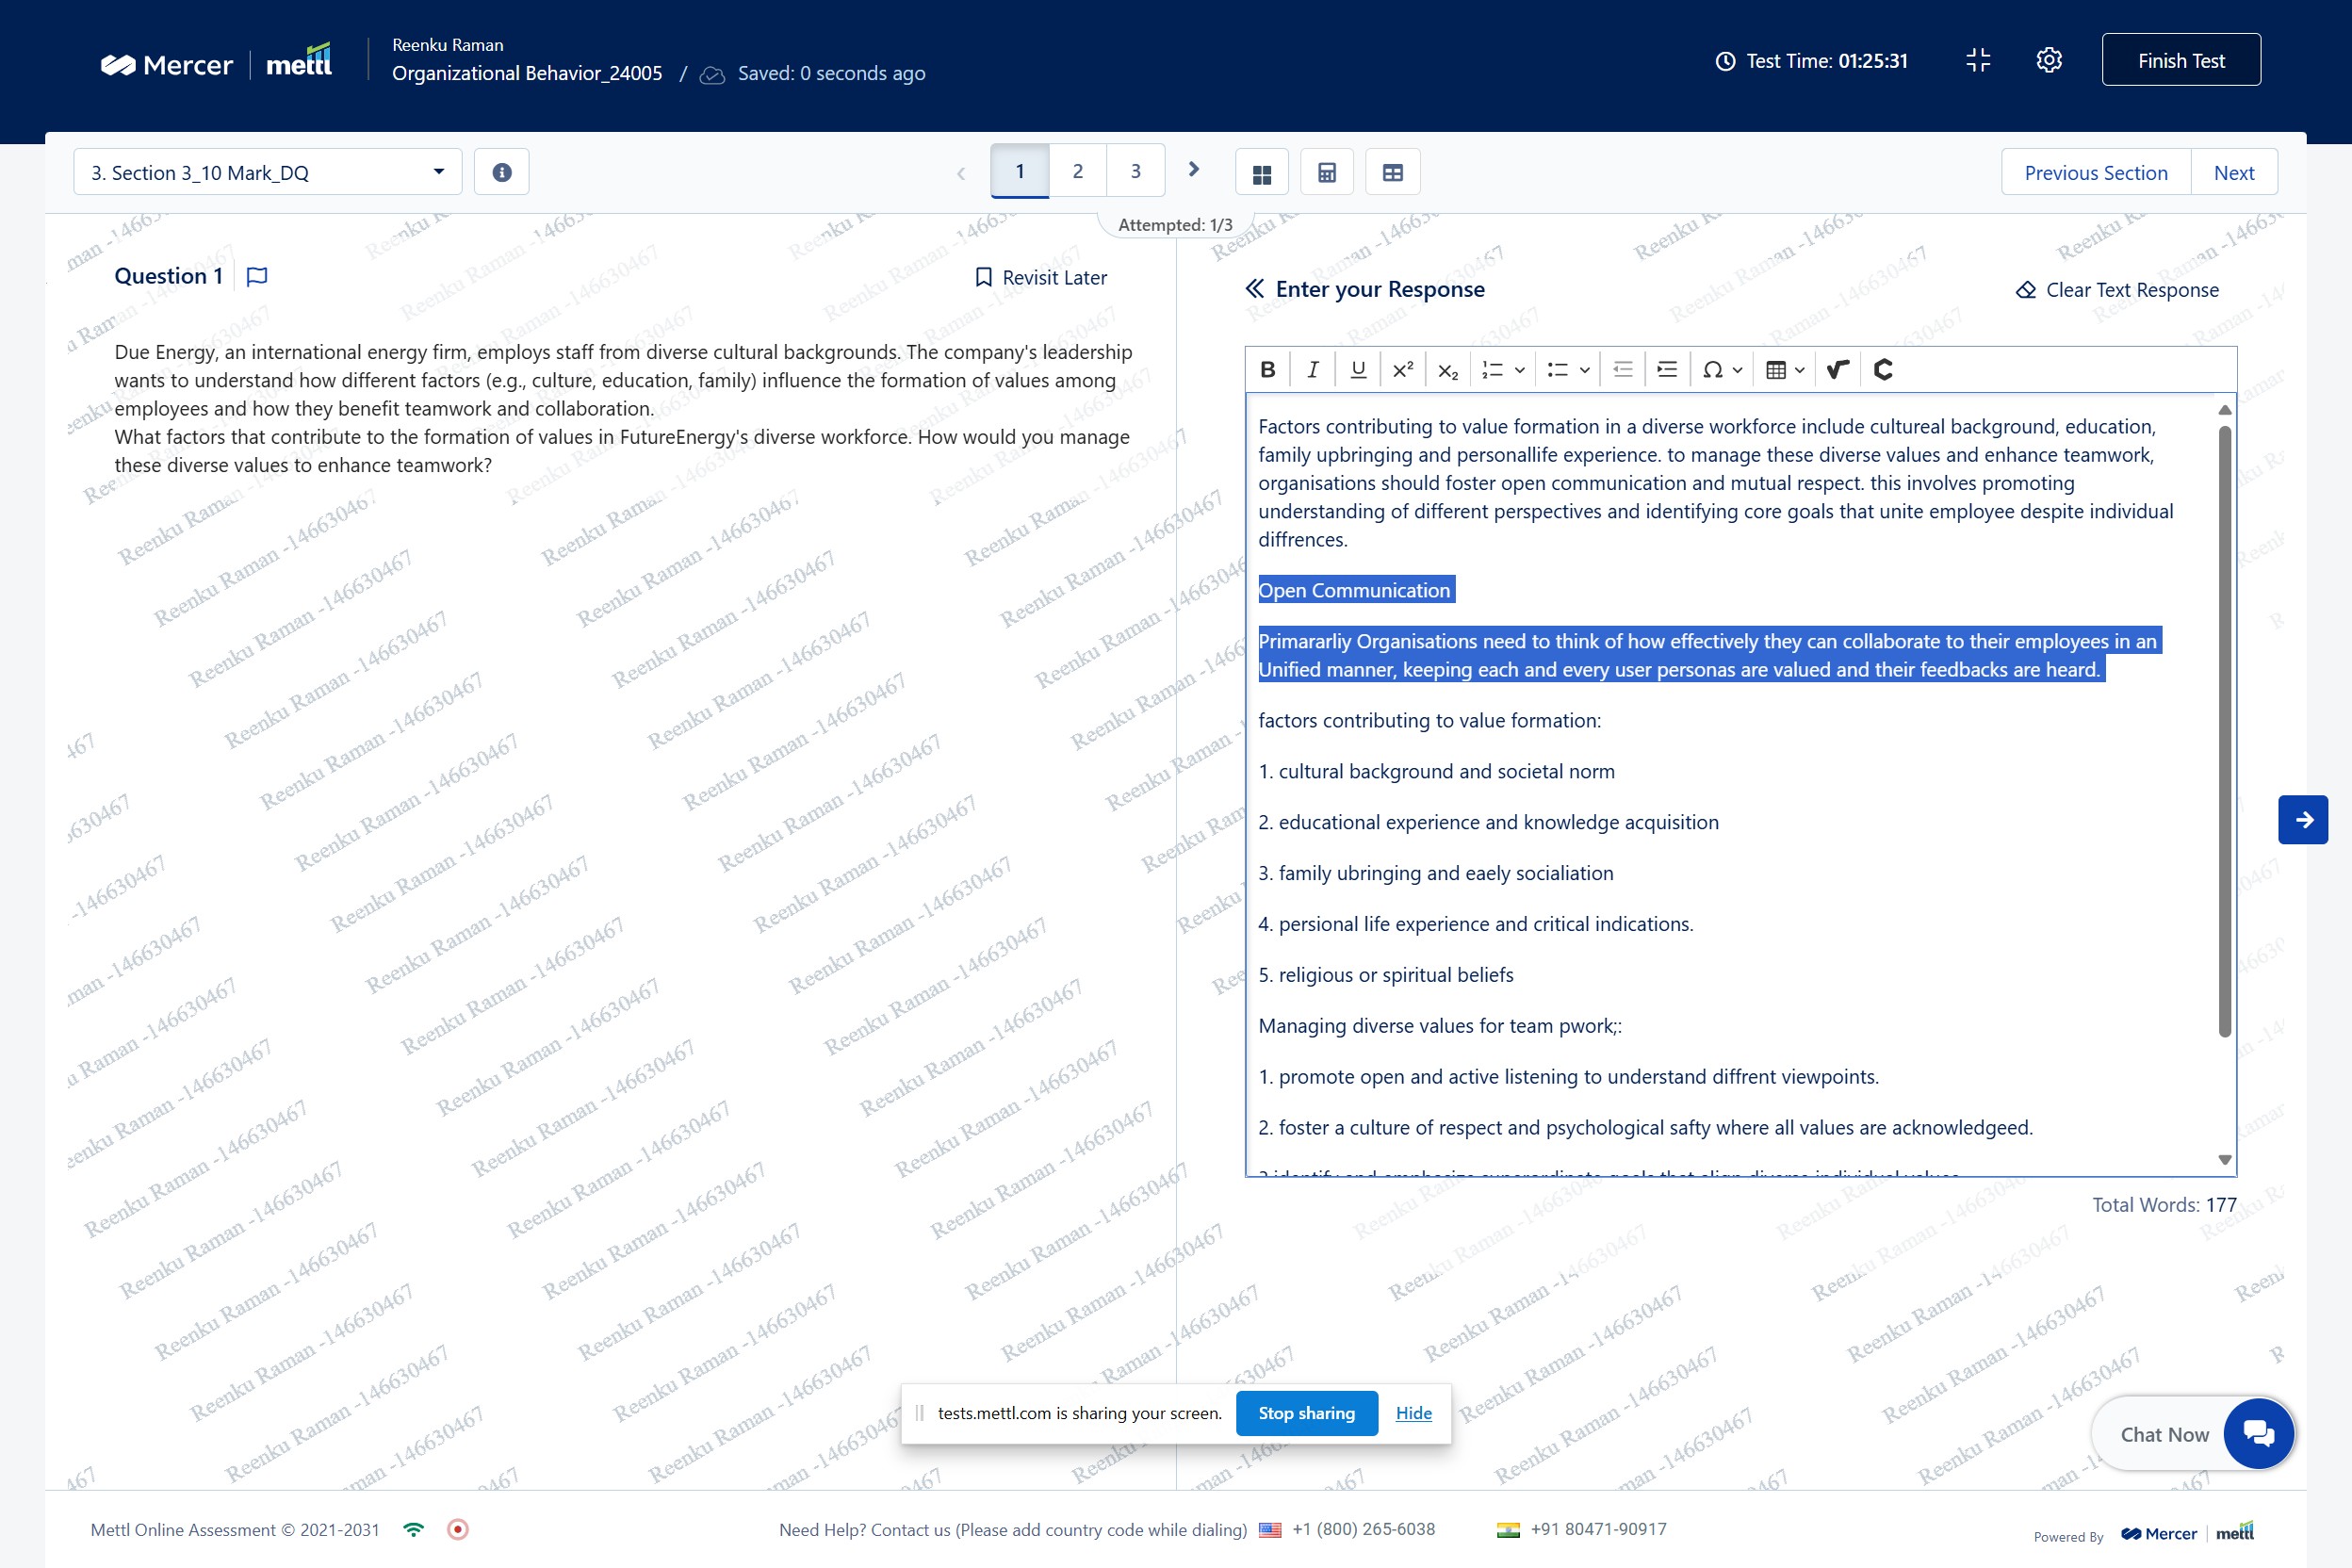 Mercer | mettl
Reenku Raman
Organizational Behavior_24005 / Saved: 0 seconds ago
Test Time: 01:25:31
Finish Test
3. Section 3_10 Mark_DQ
1
2
3
Previous Section
Next
Attempted: 1/3
Question 1
Revisit Later
Due Energy, an international energy firm, employs staff from diverse cultural backgrounds. The company's leadership
wants to understand how different factors (e.g., culture, education, family) influence the formation of values among
employees and how they benefit teamwork and collaboration.
What factors that contribute to the formation of values in FutureEnergy's diverse workforce. How would you manage
these diverse values to enhance teamwork?
Enter your Response
Clear Text Response
B I U x² x₂
Factors contributing to value formation in a diverse workforce include cultureal background, education,
family upbringing and personallife experience. to manage these diverse values and enhance teamwork,
organisations should foster open communication and mutual respect. this involves promoting
understanding of different perspectives and identifying core goals that unite employee despite individual
diffrences.
Open Communication
Primararliy Organisations need to think of how effectively they can collaborate to their employees in an
Unified manner, keeping each and every user personas are valued and their feedbacks are heard.
factors contributing to value formation:
1. cultural background and societal norm
2. educational experience and knowledge acquisition
3. family ubringing and eaely socialiation
4. persional life experience and critical indications.
5. religious or spiritual beliefs
Managing diverse values for team pwork;:
1. promote open and active listening to understand diffrent viewpoints.
2. foster a culture of respect and psychological safty where all values are acknowledgeed.
Total Words: 177
Reenku Raman -146630467
tests.mettl.com is sharing your screen.
Stop sharing
Hide
Chat Now
Mettl Online Assessment © 2021-2031
Need Help? Contact us (Please add country code while dialing) +1 (800) 265-6038 +91 80471-90917
Powered By Mercer | mettl